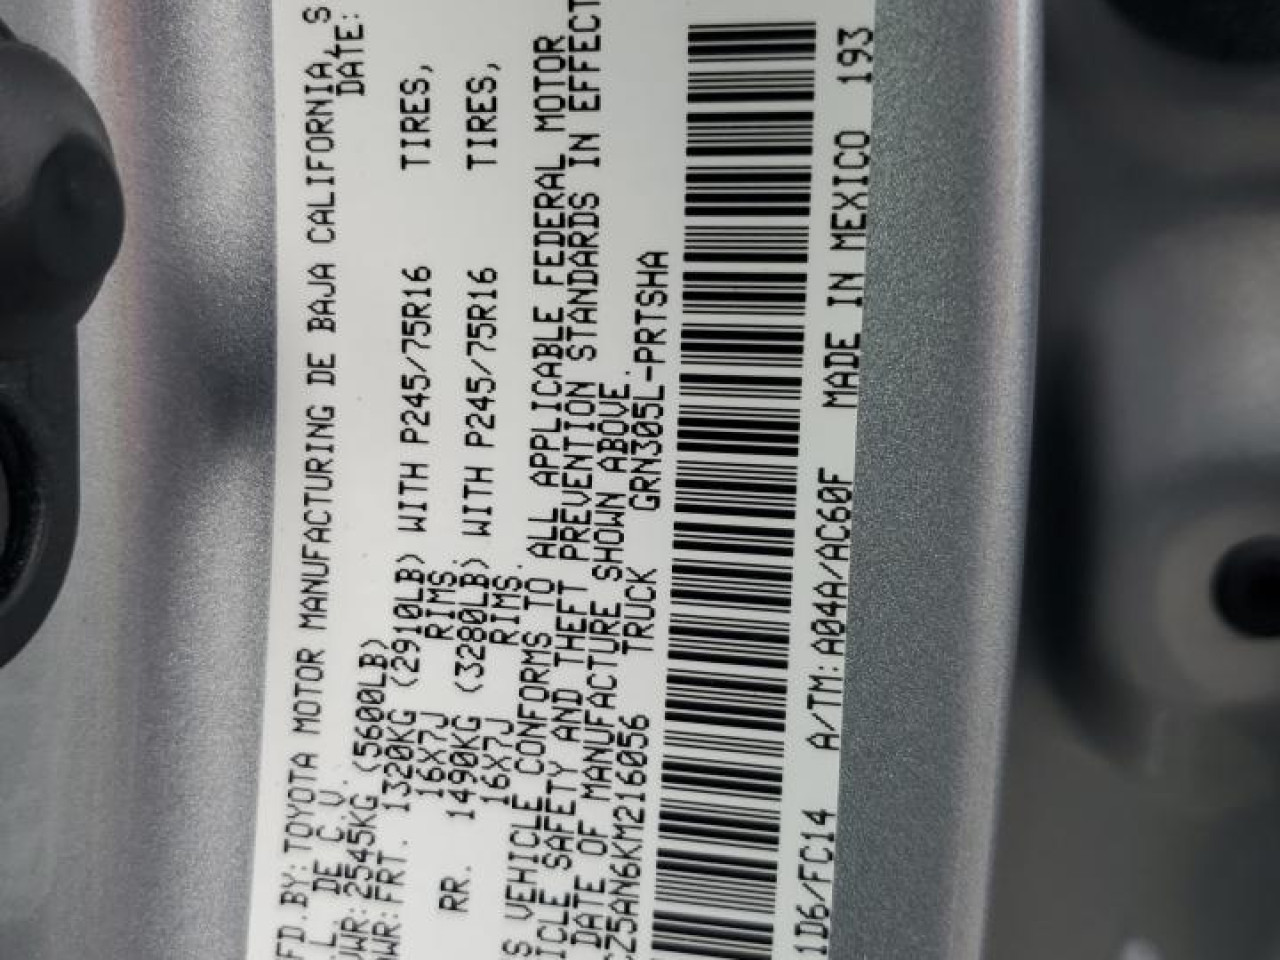 FD.BY:TOYOTA MOTOR MANUFACTURING DE BAJA CALIFORNIA, S
.L. DE C.V. DATE:
WR:2545KG (5600LB)
WR:FRT. 1320KG (2910LB) WITH P245/75R16 TIRES,
16X7J RIMS,
RR. 1490KG (3280LB) WITH P245/75R16 TIRES,
16X7J RIMS.
S VEHICLE CONFORMS TO ALL APPLICABLE FEDERAL MOTOR
ICLE SAFETY AND THEFT PREVENTION STANDARDS IN EFFECT
DATE OF MANUFACTURE SHOWN ABOVE.
CZ5AN6KM216056 TRUCK GRN305L-PRTSHA
1D6/FC14 A/TM:A04A/AC60F MADE IN MEXICO 193